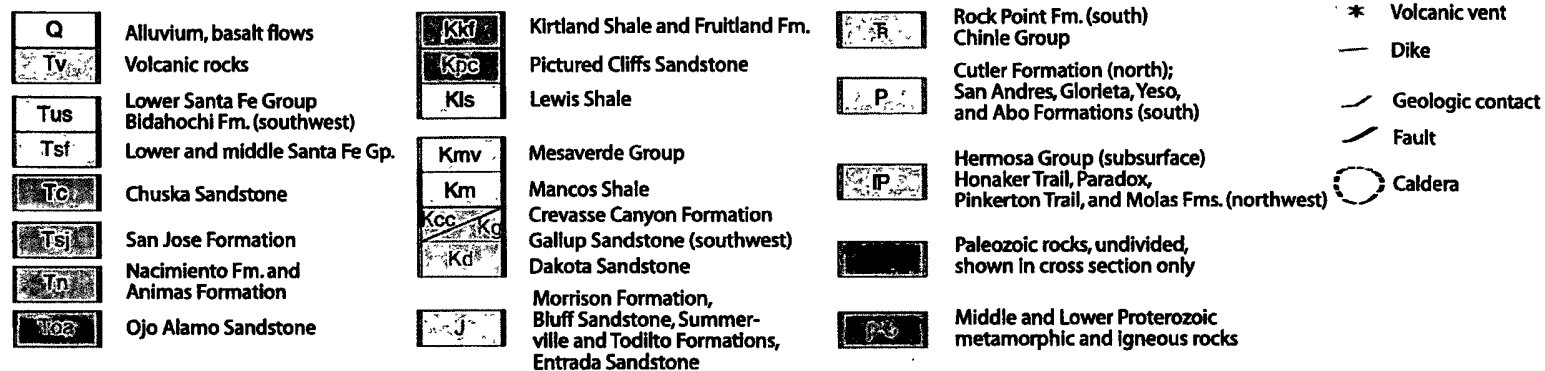 Q Alluvium, basalt flows
Tv Volcanic rocks
Tus Lower Santa Fe Group
Bidahochi Fm. (southwest)
Tsf Lower and middle Santa Fe Gp.
Tc Chuska Sandstone
Tsj San Jose Formation
Tn Nacimiento Fm. and
Animas Formation
Toa Ojo Alamo Sandstone
Kkf Kirtland Shale and Fruitland Fm.
Kpc Pictured Cliffs Sandstone
Kls Lewis Shale
Kmv Mesaverde Group
Km Mancos Shale
Kcc Crevasse Canyon Formation
Kg Gallup Sandstone (southwest)
Kd Dakota Sandstone
J Morrison Formation,
Bluff Sandstone, Summer-
ville and Todilto Formations,
Entrada Sandstone
Rock Point Fm. (south)
Chinle Group
P Cutler Formation (north);
San Andres, Glorieta, Yeso,
and Abo Formations (south)
IP Hermosa Group (subsurface)
Honaker Trail, Paradox,
Pinkerton Trail, and Molas Fms. (northwest)
Paleozoic rocks, undivided,
shown in cross section only
Middle and Lower Proterozoic
metamorphic and igneous rocks
Volcanic vent
Dike
Geologic contact
Fault
Caldera